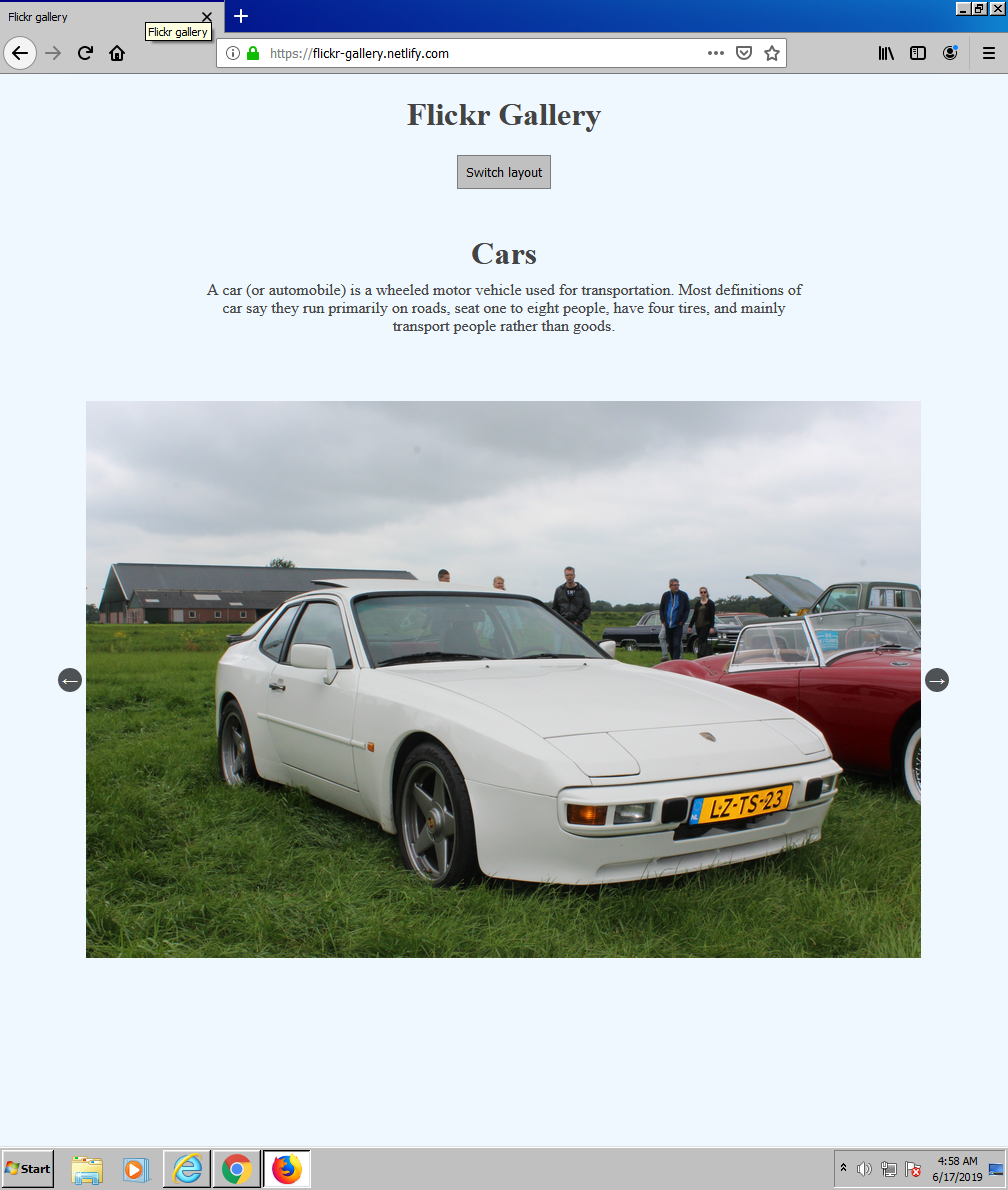 Flickr gallery
Flickr gallery
https://flickr-gallery.netlify.com
Flickr Gallery
Switch layout
Cars
A car (or automobile) is a wheeled motor vehicle used for transportation. Most definitions of
car say they run primarily on roads, seat one to eight people, have four tires, and mainly
transport people rather than goods.
NL
LZ-TS-23
Start
4:58 AM
6/17/2019